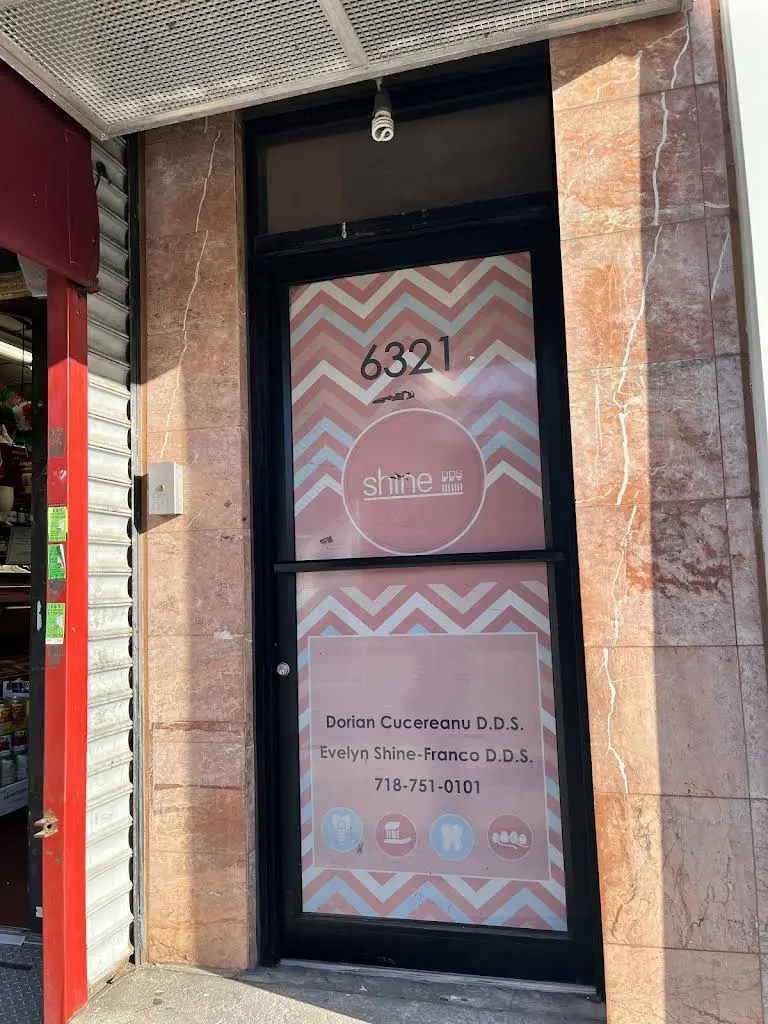 6321
shine DDS
Dorian Cucereanu D.D.S.
Evelyn Shine-Franco D.D.S.
718-751-0101